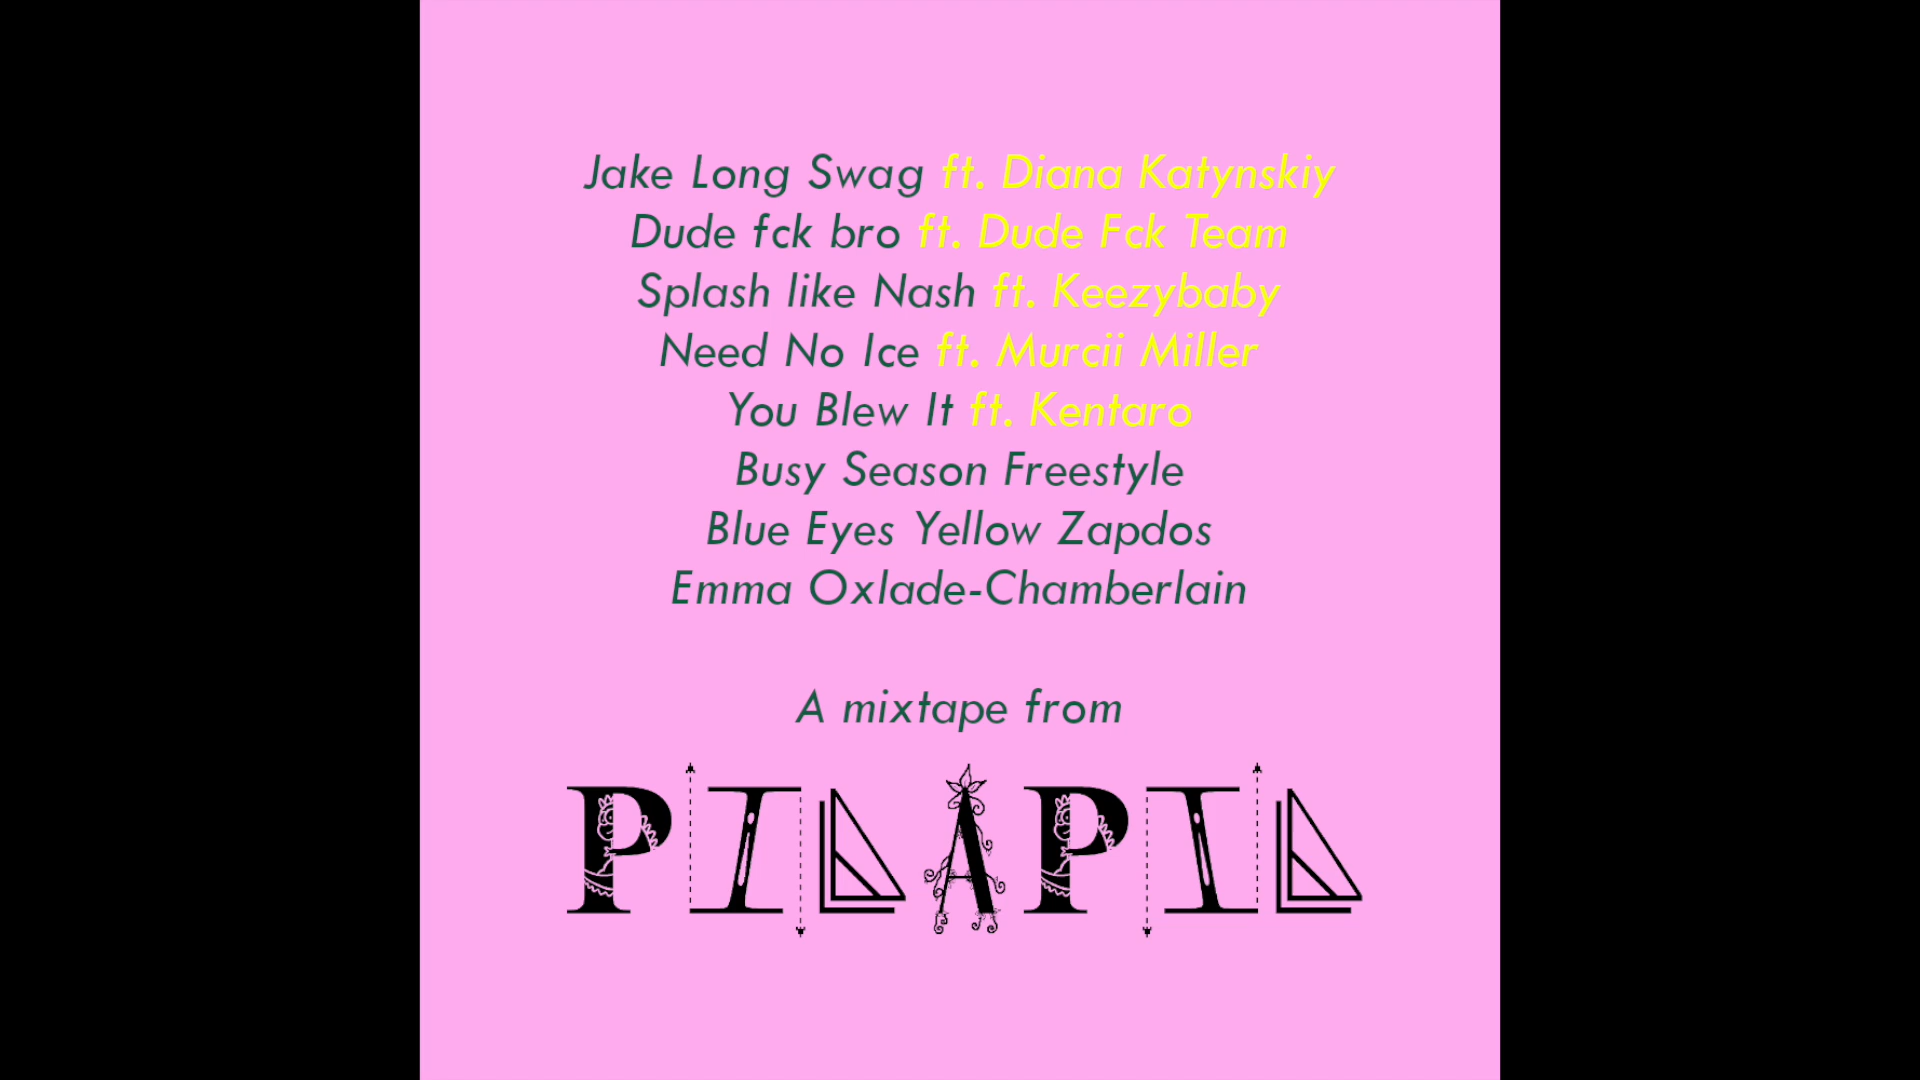 Jake Long Swag ft. Diana Katynskiy
Dude fck bro ft. Dude Fck Team
Splash like Nash ft. Keezybaby
Need No Ice ft. Murcii Miller
You Blew It ft. Kentaro
Busy Season Freestyle
Blue Eyes Yellow Zapdos
Emma Oxlade-Chamberlain
A mixtape from